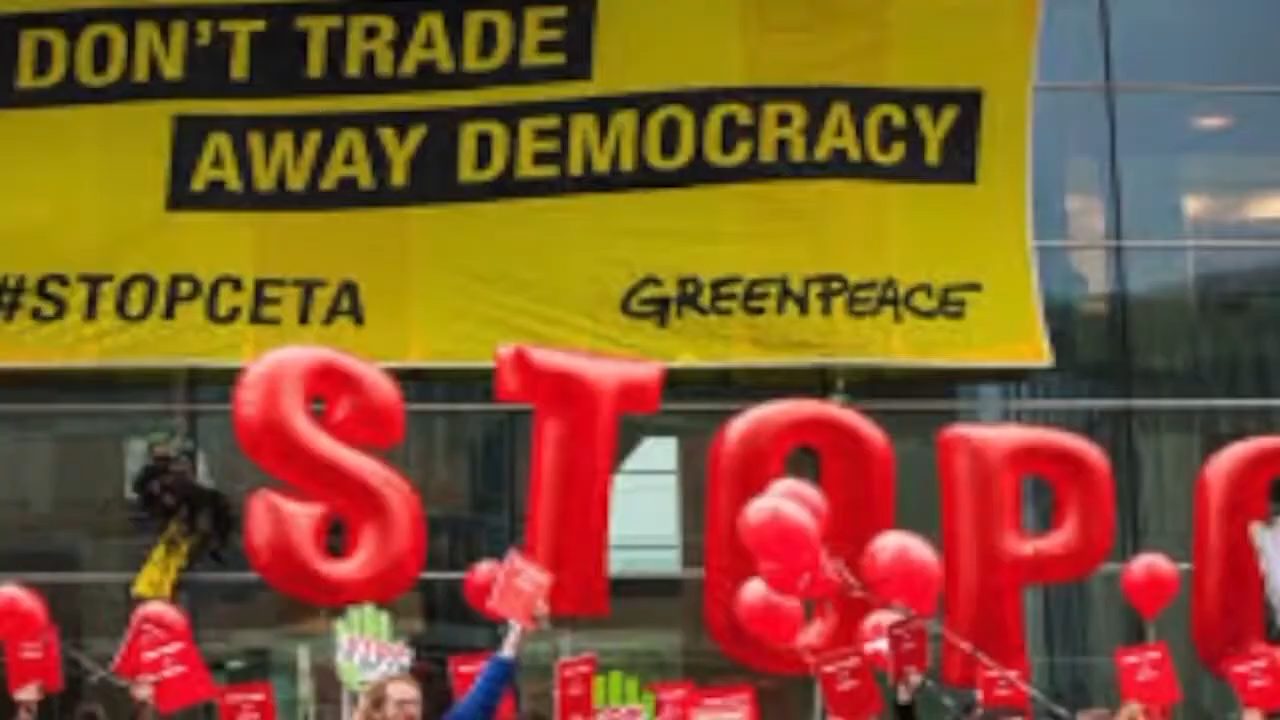 DON'T TRADE
AWAY DEMOCRACY
#STOPCETA
GREENPEACE
STOP